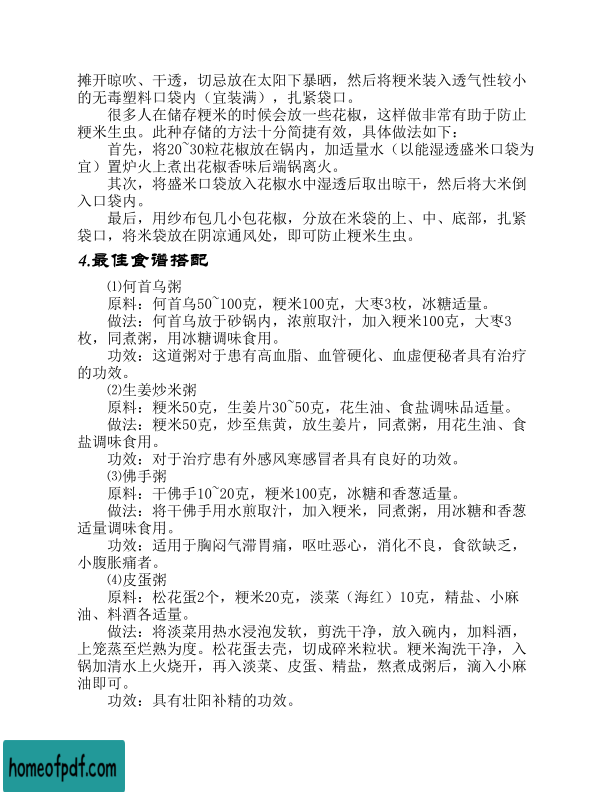 摊开晾吹、干透，切忌放在太阳下暴晒，然后将粳米装入透气性较小
的无毒塑料口袋内（宜装满），扎紧袋口。
很多人在储存粳米的时候会放一些花椒，这样做非常有助于防止
粳米生虫。此种存储的方法十分简捷有效，具体做法如下：
首先，将20~30粒花椒放在锅内，加适量水（以能湿透盛米口袋为
宜）置炉火上煮出花椒香味后端锅离火。
其次，将盛米口袋放入花椒水中湿透后取出晾干，然后将大米倒
入口袋内。
最后，用纱布包几小包花椒，分放在米袋的上、中、底部，扎紧
袋口，将米袋放在阴凉通风处，即可防止粳米生虫。
4.最佳食谱搭配
⑴何首乌粥
原料：何首乌50~100克，粳米100克，大枣3枚，冰糖适量。
做法：何首乌放于砂锅内，浓煎取汁，加入粳米100克，大枣3
枚，同煮粥，用冰糖调味食用。
功效：这道粥对于患有高血脂、血管硬化、血虚便秘者具有治疗
的功效。
⑵生姜炒米粥
原料：粳米50克，生姜片30~50克，花生油、食盐调味品适量。
做法：粳米50克，炒至焦黄，放生姜片，同煮粥，用花生油、食
盐调味食用。
功效：对于治疗患有外感风寒感冒者具有良好的功效。
⑶佛手粥
原料：干佛手10~20克，粳米100克，冰糖和香葱适量。
做法：将干佛手用水煎取汁，加入粳米，同煮粥，用冰糖和香葱
适量调味食用。
功效：适用于胸闷气滞胃痛，呕吐恶心，消化不良，食欲缺乏，
小腹胀痛者。
⑷皮蛋粥
原料：松花蛋2个，粳米20克，淡菜（海红）10克，精盐、小麻
油、料酒各适量。
做法：将淡菜用热水浸泡发软，剪洗干净，放入碗内，加料酒，
上笼蒸至烂熟为度。松花蛋去壳，切成碎米粒状。粳米淘洗干净，入
锅加清水上火烧开，再入淡菜、皮蛋、精盐，熬煮成粥后，滴入小麻
油即可。
功效：具有壮阳补精的功效。
homeofpdf.com